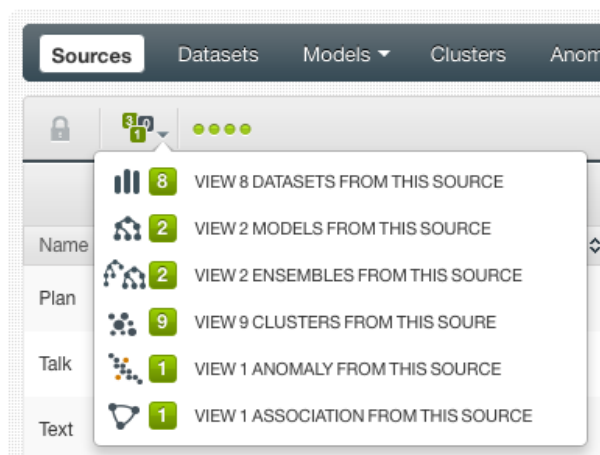 Sources Datasets Models Clusters Anom
3 0
1
8 VIEW 8 DATASETS FROM THIS SOURCE
2 VIEW 2 MODELS FROM THIS SOURCE
Name
2 VIEW 2 ENSEMBLES FROM THIS SOURCE
Plan
9 VIEW 9 CLUSTERS FROM THIS SOURE
Talk
1 VIEW 1 ANOMALY FROM THIS SOURCE
1 VIEW 1 ASSOCIATION FROM THIS SOURCE
Text